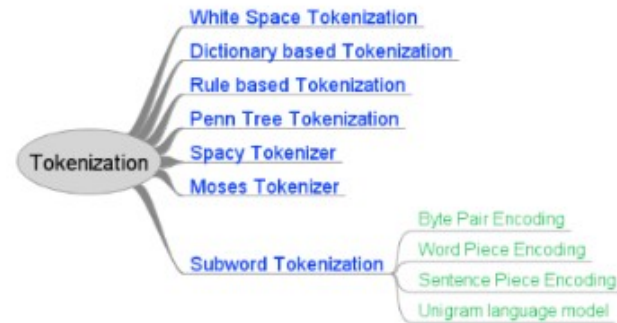 White Space Tokenization
Dictionary based Tokenization
Rule based Tokenization
Penn Tree Tokenization
Tokenization
Spacy Tokenizer
Moses Tokenizer
Subword Tokenization
Byte Pair Encoding
Word Piece Encoding
Sentence Piece Encoding
Unigram language model